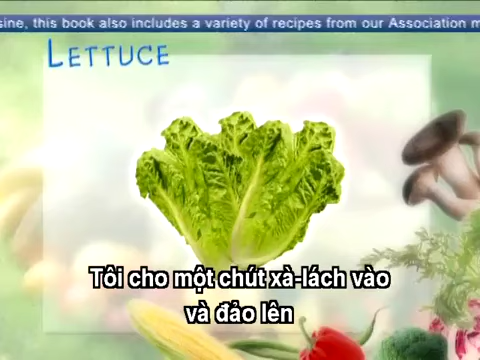 sine, this book also includes a variety of recipes from our Association m
LETTUCE
Tôi cho một chút xà-lách vào
và đảo lên